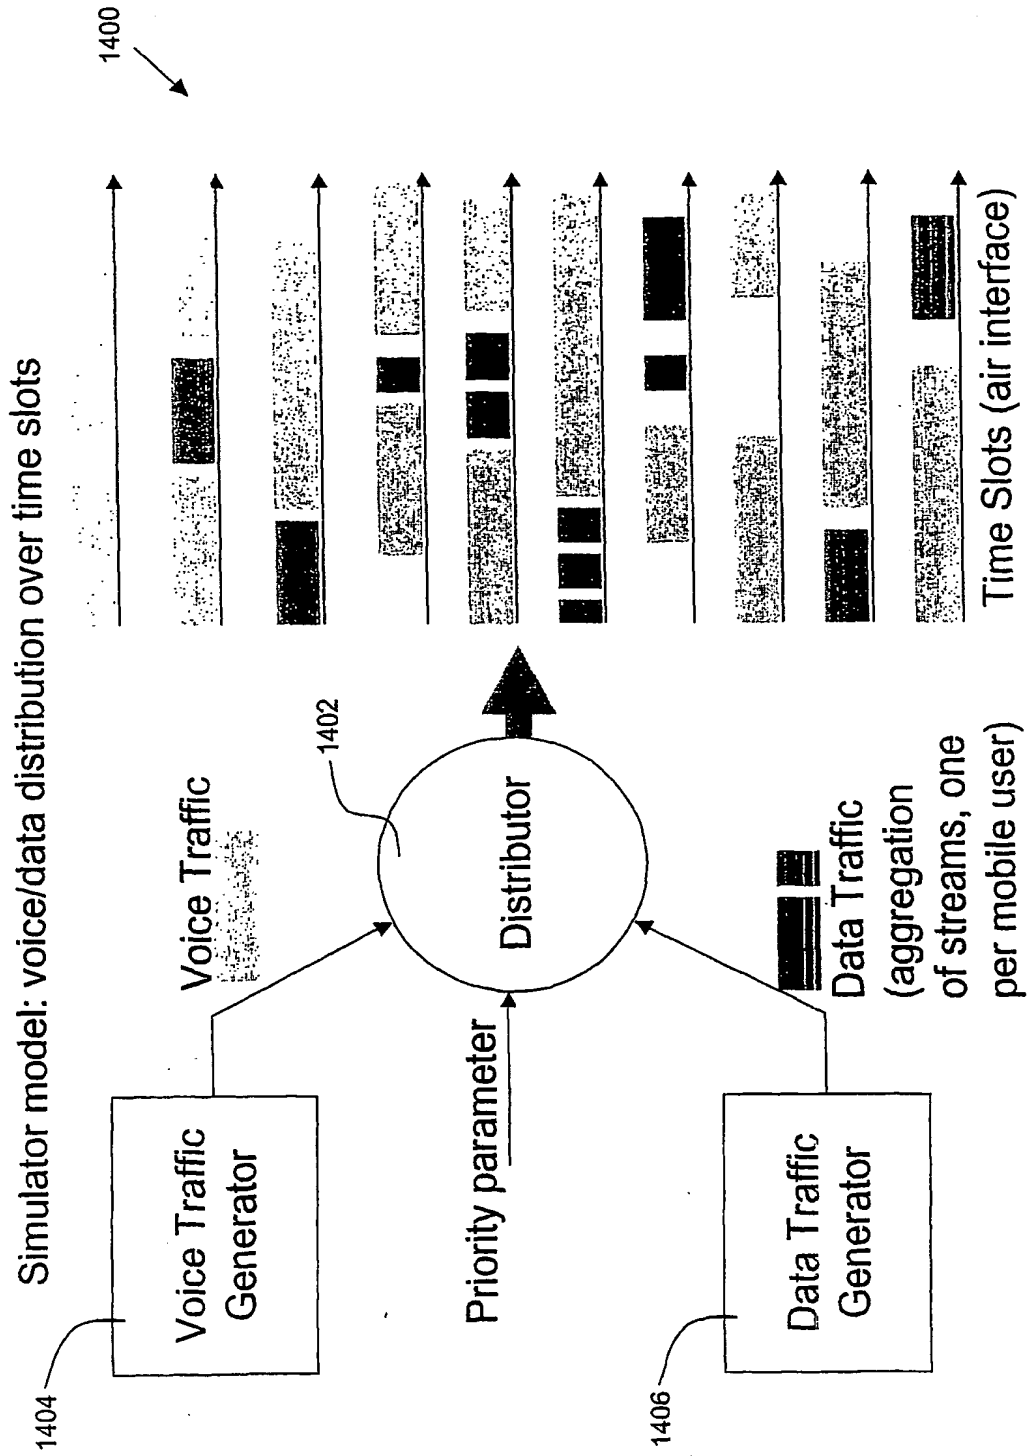 Simulator model: voice/data distribution over time slots
1400
1404
Voice Traffic
Generator
Voice Traffic
1402
Priority parameter
Distributor
1406
Data Traffic
Generator
Data Traffic
(aggregation
of streams, one
per mobile user)
Time Slots (air interface)